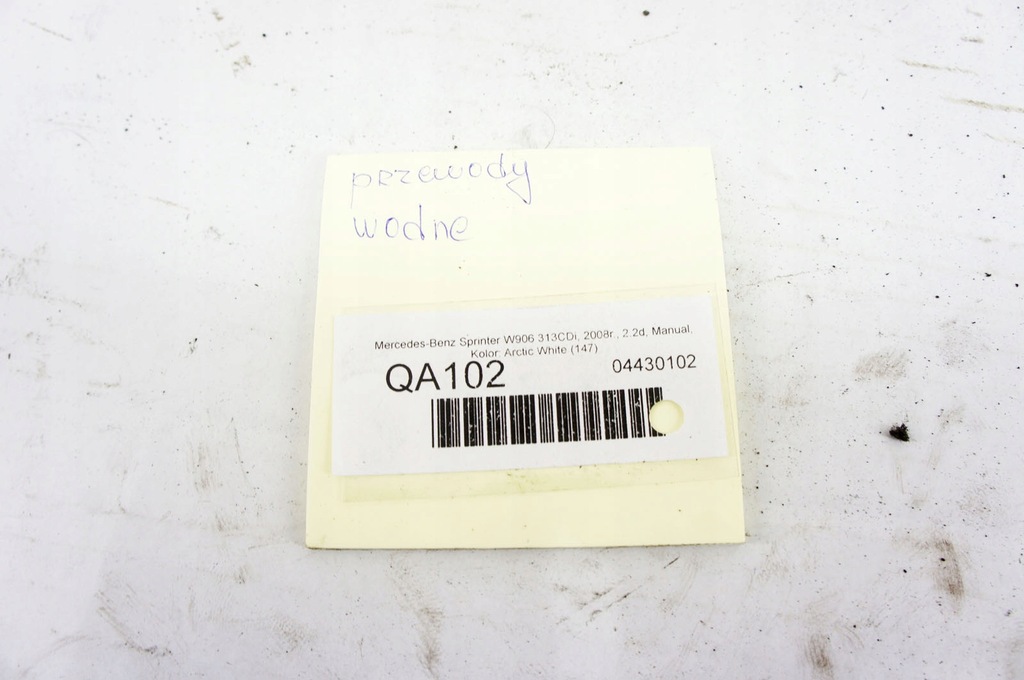 przewody
wodne
Mercedes-Benz Sprinter W906 313CDi, 2008r., 2.2d, Manual,
Kolor: Arctic White (147)
QA102 04430102